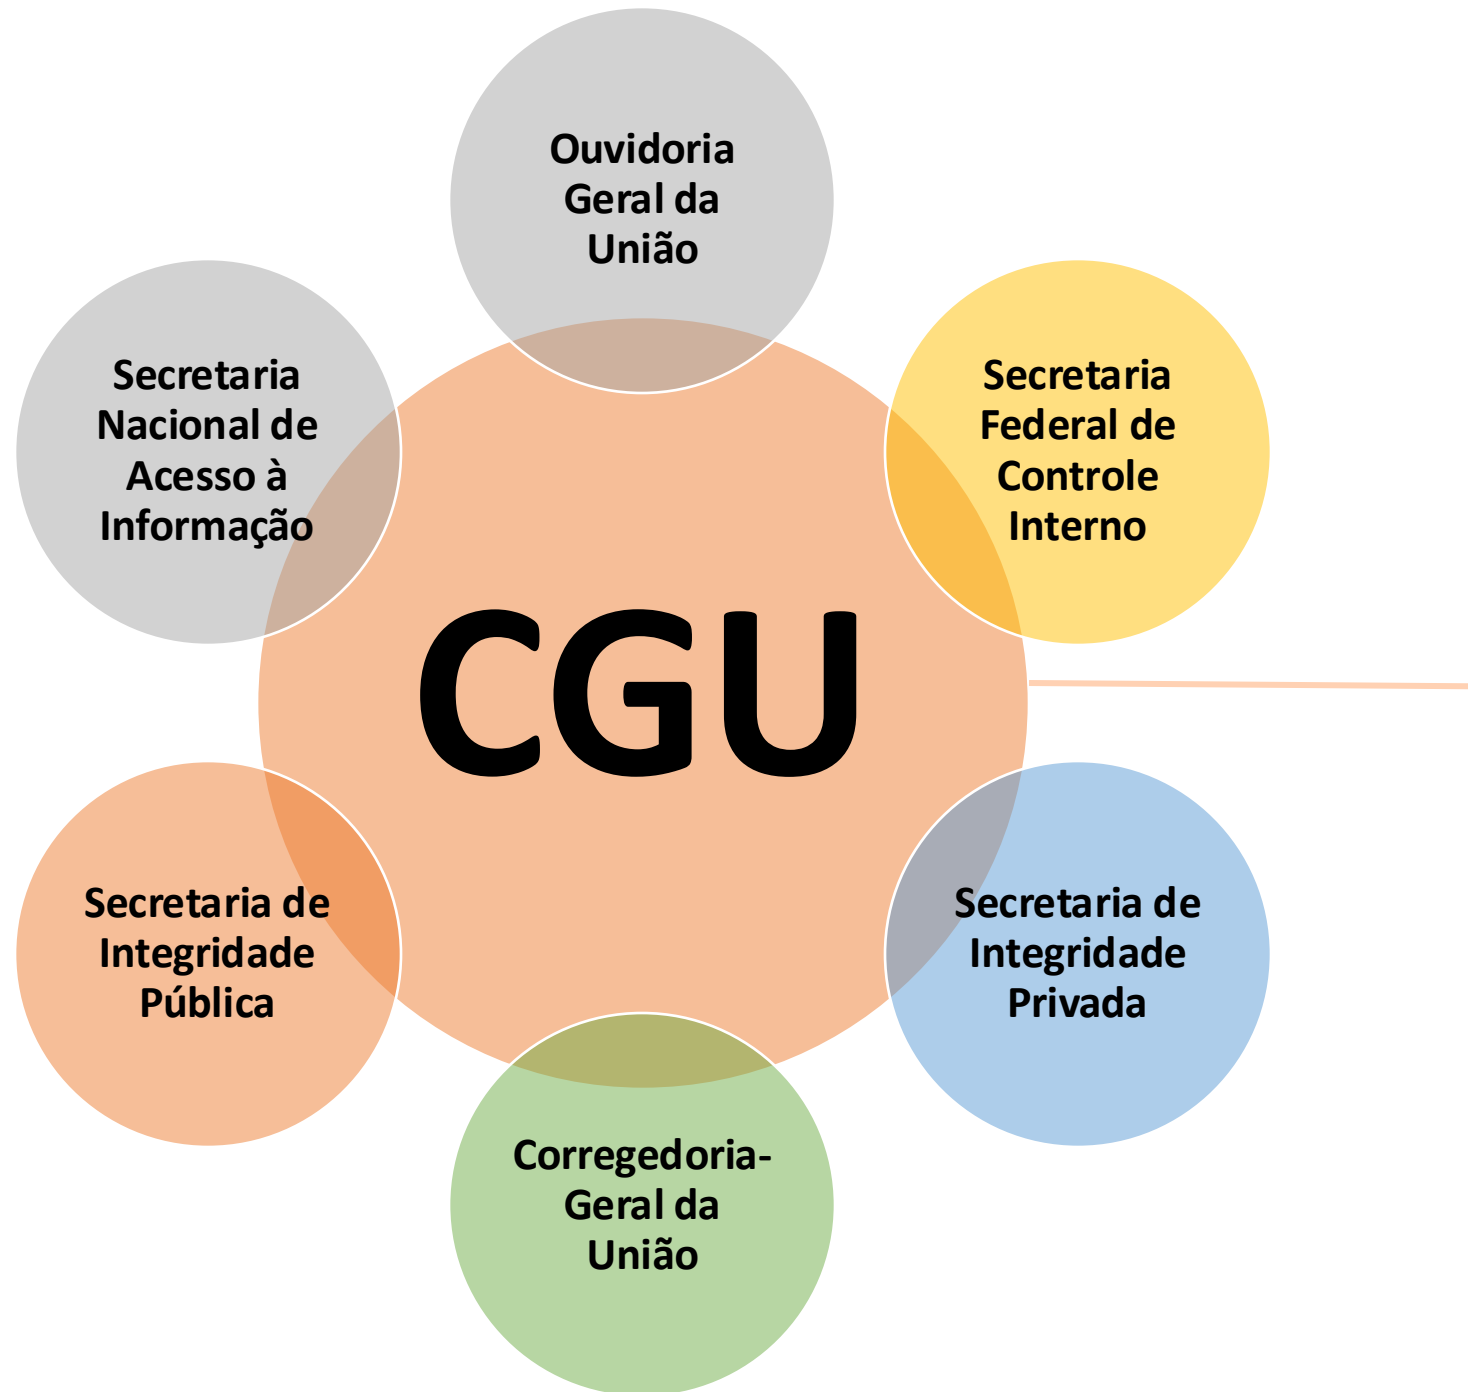 Ouvidoria
Geral da
União
Secretaria
Federal de
Controle
Interno
Secretaria de
Integridade
Privada
Corregedoria-
Geral da
União
Secretaria de
Integridade
Pública
Secretaria
Nacional de
Acesso à
Informação
CGU